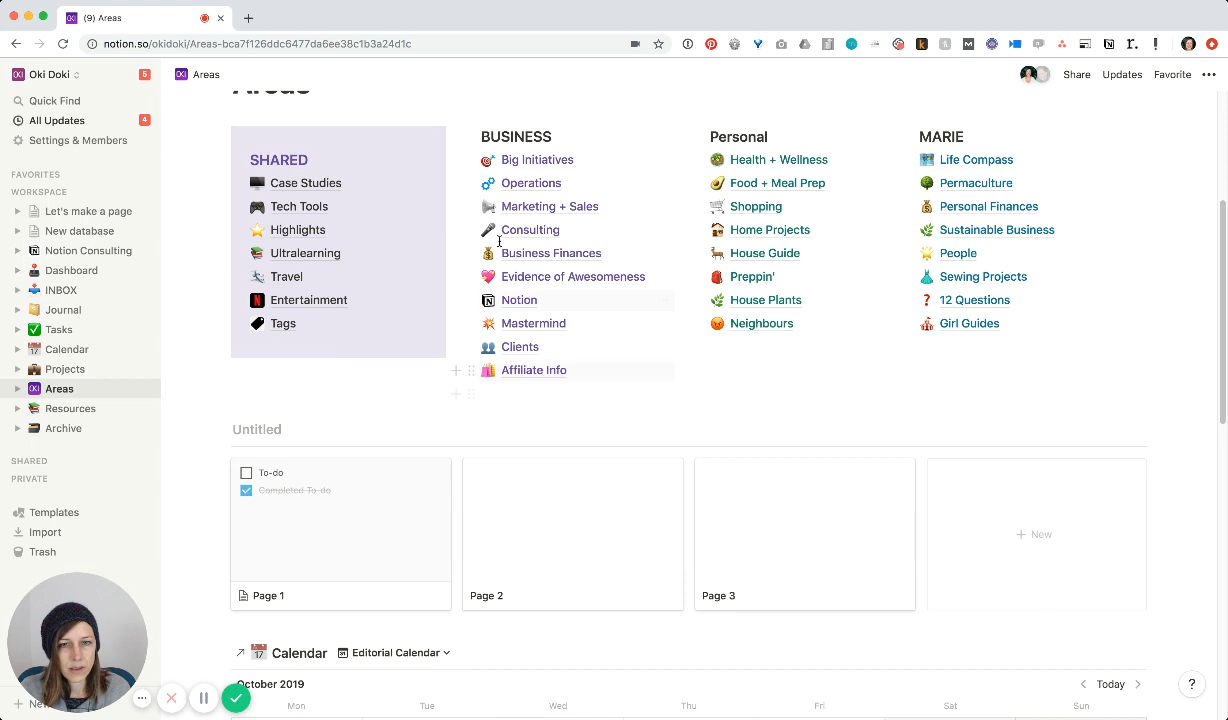 (9) Areas
notion.so/okidoki/Areas-bca7f126ddc6477da6ee38c1b3a24d1c
Oki Doki
5
Areas
Share
Updates
Favorite
Quick Find
All Updates
4
Settings & Members
FAVORITES
WORKSPACE
Let's make a page
New database
Notion Consulting
Dashboard
INBOX
Journal
Tasks
Calendar
Projects
Areas
Resources
Archive
SHARED
PRIVATE
Templates
Import
Trash
Areas
SHARED
Case Studies
Tech Tools
Highlights
Ultralearning
Travel
Entertainment
Tags
BUSINESS
Big Initiatives
Operations
Marketing + Sales
Consulting
Business Finances
Evidence of Awesomeness
Notion
Mastermind
Clients
Affiliate Info
Personal
Health + Wellness
Food + Meal Prep
Shopping
Home Projects
House Guide
Preppin'
House Plants
Neighbours
MARIE
Life Compass
Permaculture
Personal Finances
Sustainable Business
People
Sewing Projects
12 Questions
Girl Guides
Untitled
To-do
Completed To-do
Page 1
Page 2
Page 3
+ New
Calendar
Editorial Calendar
October 2019
Today
Mon
Tue
Wed
Thu
Fri
Sat
Sun
?